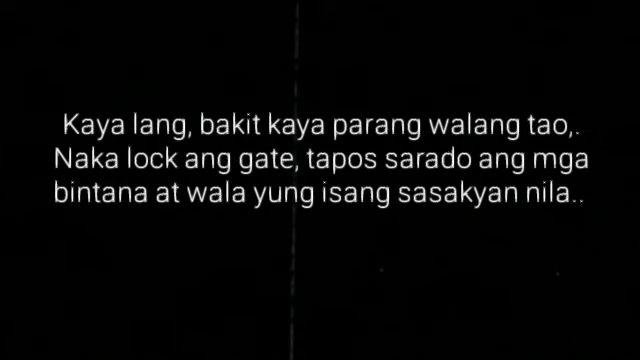 Kaya lang, bakit kaya parang walang tao,.
Naka lock ang gate, tapos sarado ang mga
bintana at wala yung isang sasakyan nila..